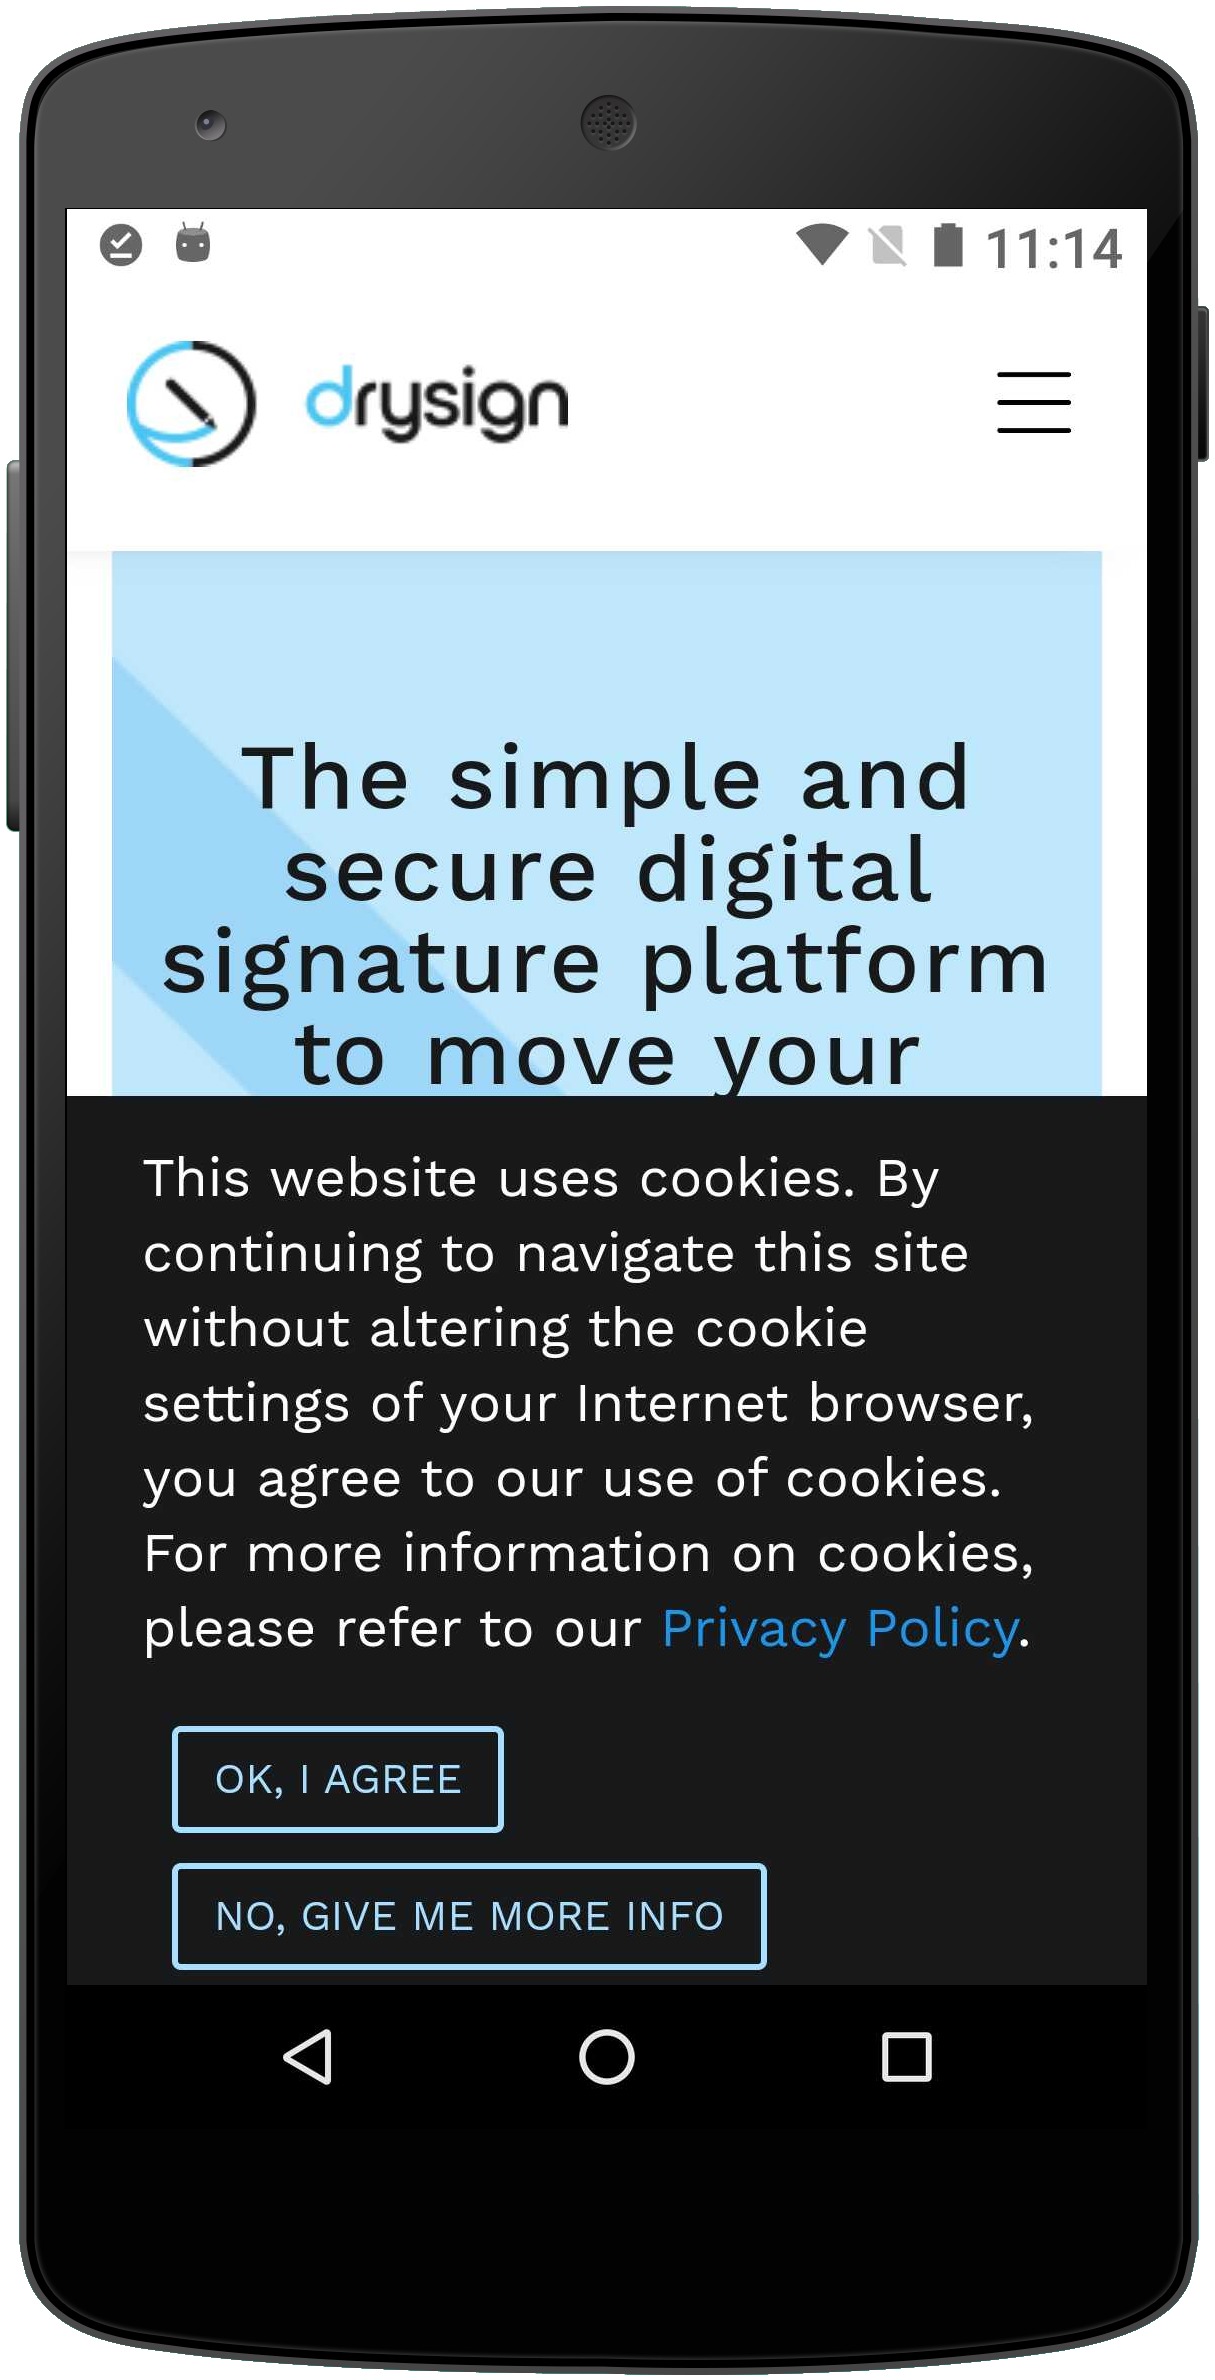 11:14
drysign
The simple and
secure digital
signature platform
to move your
This website uses cookies. By
continuing to navigate this site
without altering the cookie
settings of your Internet browser,
you agree to our use of cookies.
For more information on cookies,
please refer to our Privacy Policy.
OK, I AGREE
NO, GIVE ME MORE INFO